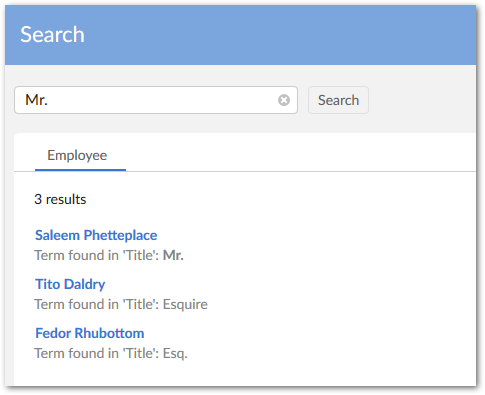 Search
Mr.
Search
Employee
3 results
Saleem Phetteplace
Term found in 'Title': Mr.
Tito Daldry
Term found in 'Title': Esquire
Fedor Rhubottom
Term found in 'Title': Esq.